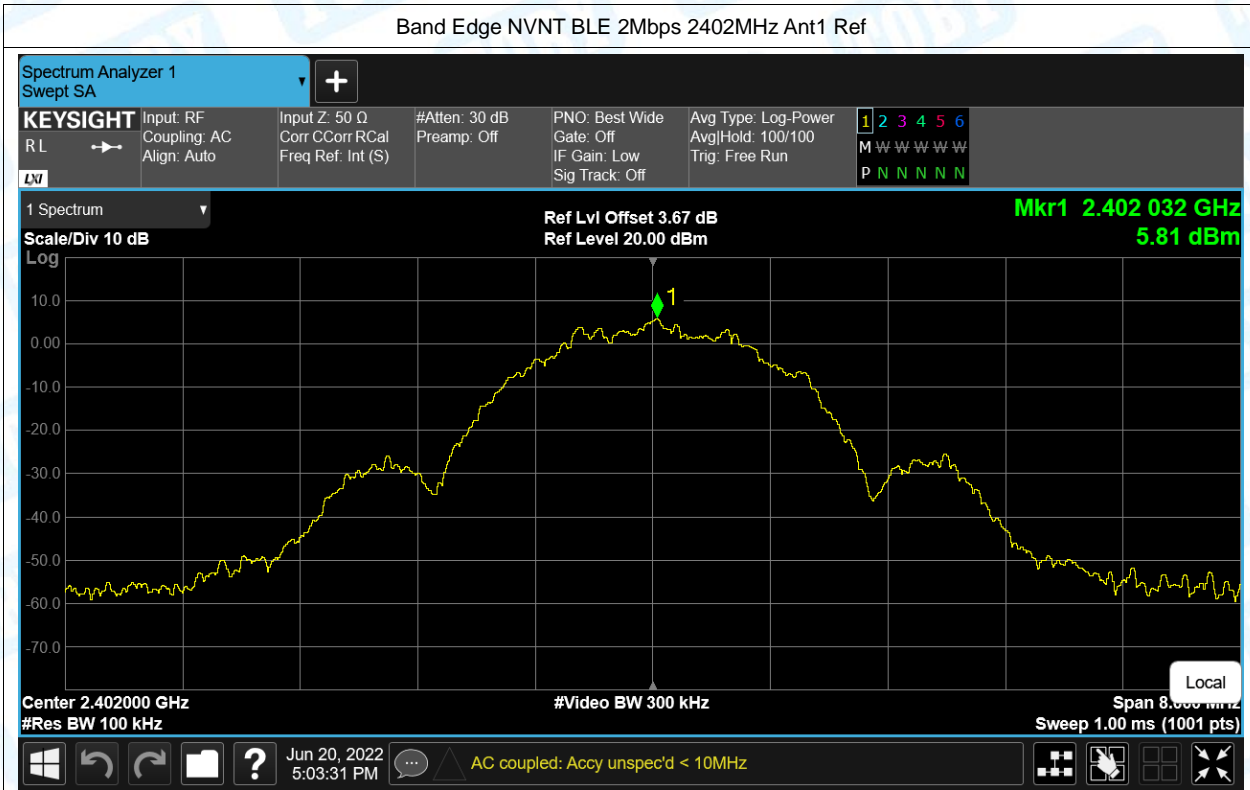 Band Edge NVNT BLE 2Mbps 2402MHz Ant1 Ref
Spectrum Analyzer 1
Swept SA
+
KEYSIGHT Input: RF Input Z: 50 Ω #Atten: 30 dB PNO: Best Wide Avg Type: Log-Power 1 2 3 4 5 6
RL Coupling: AC Corr CCorr RCal Preamp: Off Gate: Off Avg|Hold: 100/100 M W W W W W
Align: Auto Freq Ref: Int (S) IF Gain: Low Trig: Free Run
LXI Sig Track: Off P N N N N N
1 Spectrum Ref Lvl Offset 3.67 dB Mkr1 2.402 032 GHz
Scale/Div 10 dB Ref Level 20.00 dBm 5.81 dBm
Log
1
10.0
0.00
-10.0
-20.0
-30.0
-40.0
-50.0
-60.0
-70.0
Local
Center 2.402000 GHz #Video BW 300 kHz Span 8.000 MHz
#Res BW 100 kHz Sweep 1.00 ms (1001 pts)
? Jun 20, 2022 AC coupled: Accy unspec'd < 10MHz
5:03:31 PM